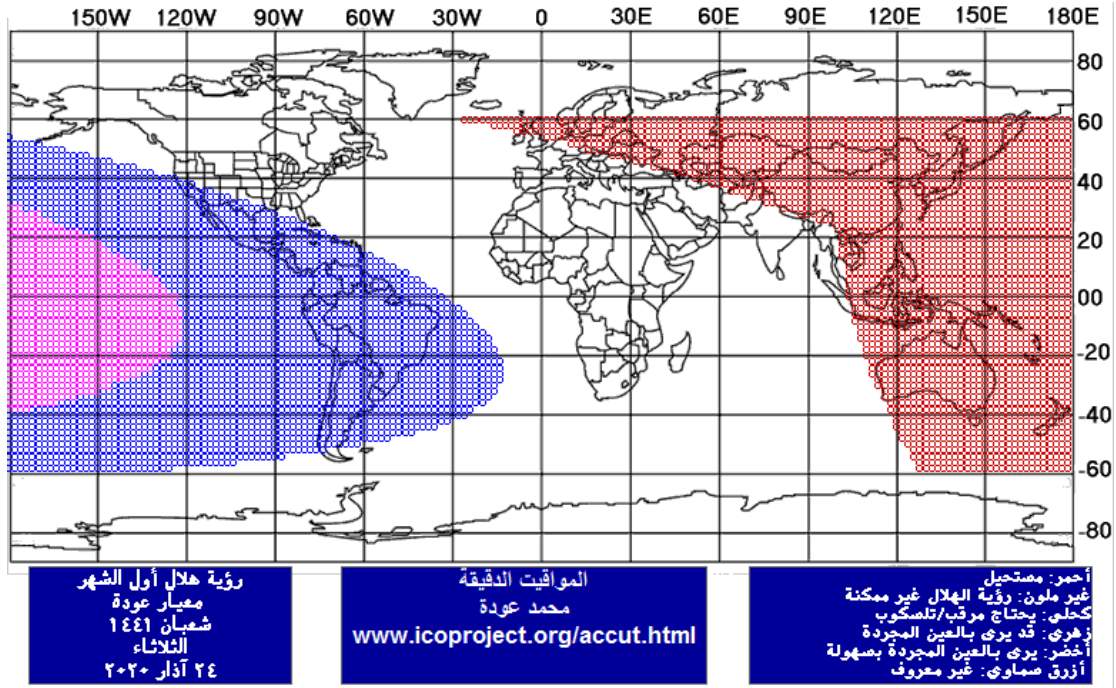 150W 120W 90W 60W 30W 0 30E 60E 90E 120E 150E 180E
80
60
40
20
00
-20
-40
-60
-80
رؤية هلال أول الشهر
معيار عودة
شعبان ١٤٤١
الثلاثاء
٢٤ آذار ٢٠٢٠
المواقيت الدقيقة
محمد عودة
www.icoproject.org/accut.html
أحمر: مستحيل
غير ملون: رؤية الهلال غير ممكنة
كحلي: يحتاج مرقب/تلسكوب
زهري: قد يرى بالعين المجردة
أخضر: يرى بالعين المجردة بسهولة
أزرق سماوي: غير معروف